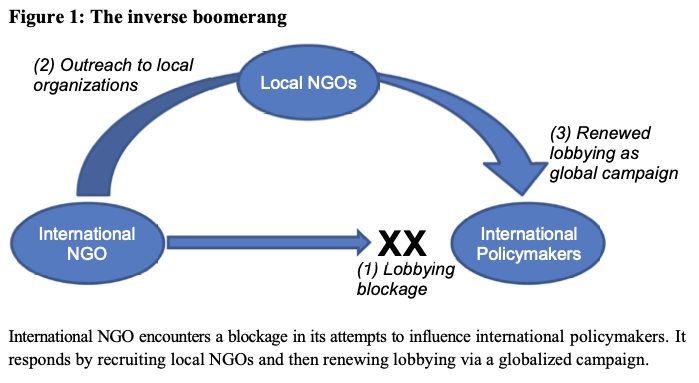 Figure 1: The inverse boomerang
(2) Outreach to local
organizations
Local NGOs
(3) Renewed
lobbying as
global campaign
International
NGO
XX
(1) Lobbying
blockage
International
Policymakers
International NGO encounters a blockage in its attempts to influence international policymakers. It
responds by recruiting local NGOs and then renewing lobbying via a globalized campaign.